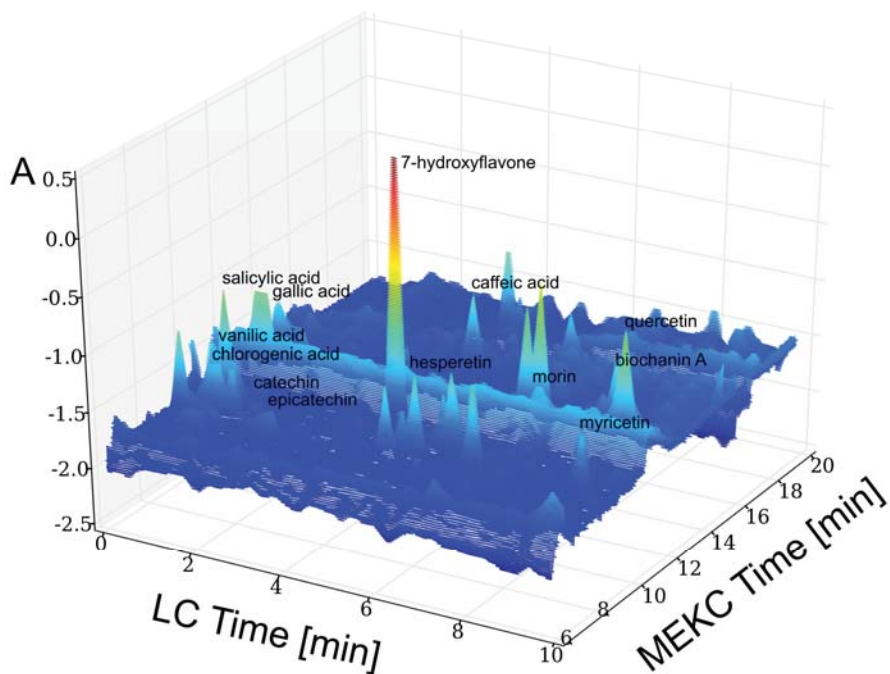 7-hydroxyflavone
A
0.5
0.0
-0.5
-1.0
-1.5
-2.0
-2.5
salicylic acid
gallic acid
caffeic acid
vanilic acid
chlorogenic acid
quercetin
hesperetin
biochanin A
catechin
morin
epicatechin
myricetin
0
2
4
6
8
10
LC Time [min]
6
8
10
12
14
16
18
20
MEKC Time [min]